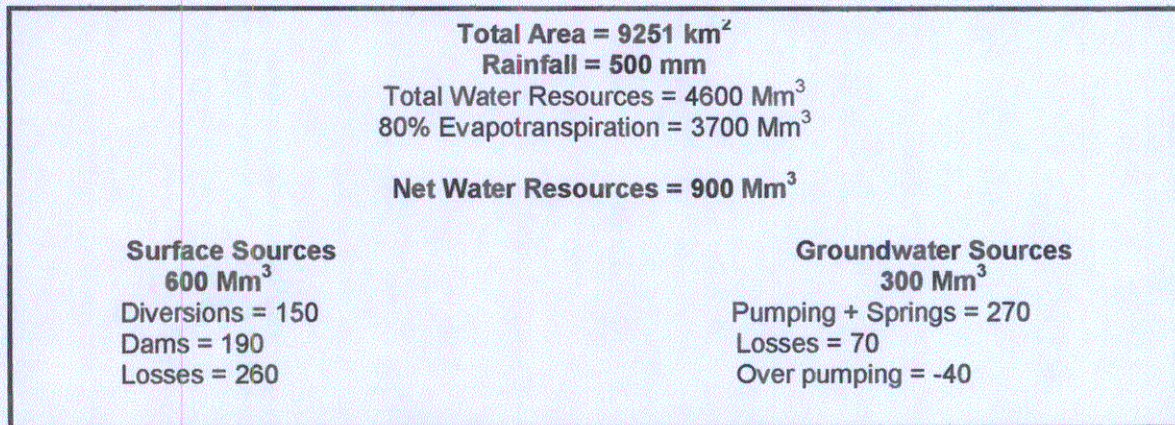 Total Area = 9251 km²
Rainfall = 500 mm
Total Water Resources = 4600 Mm³
80% Evapotranspiration = 3700 Mm³
Net Water Resources = 900 Mm³
Surface Sources
600 Mm³
Diversions = 150
Dams = 190
Losses = 260
Groundwater Sources
300 Mm³
Pumping + Springs = 270
Losses = 70
Over pumping = -40